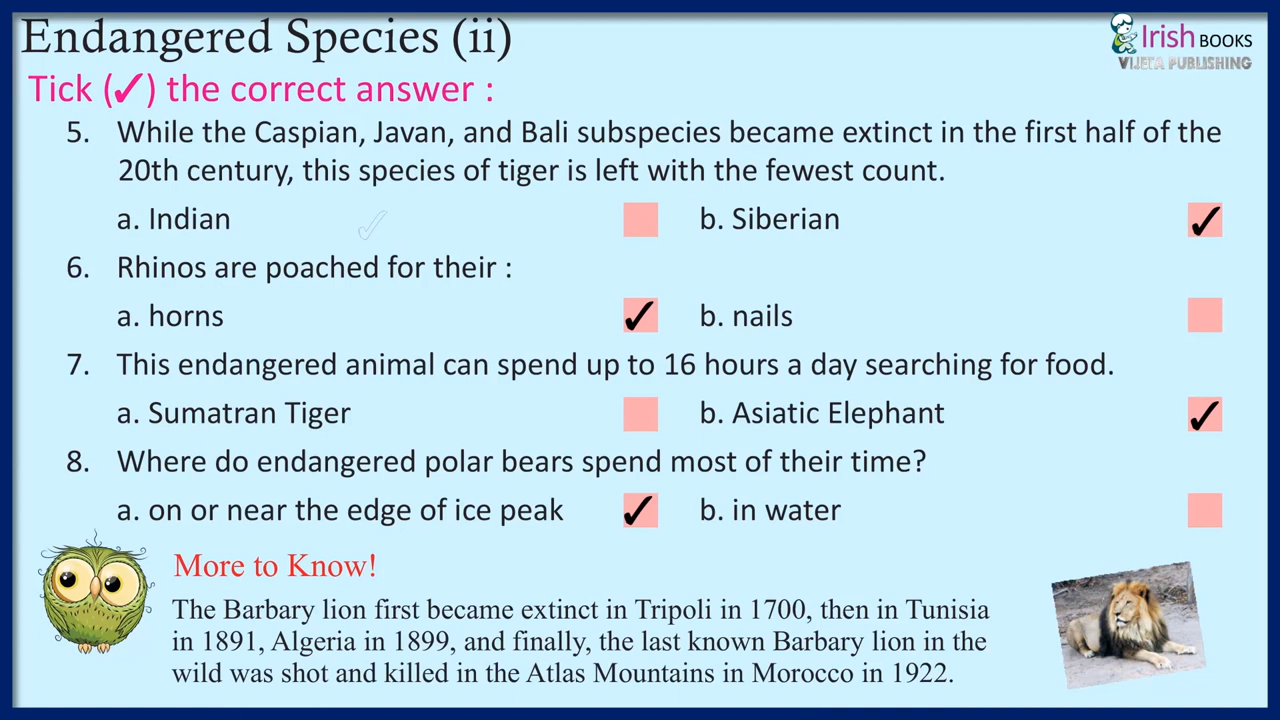 Endangered Species (ii)
Irish BOOKS
VIJETA PUBLISHING
Tick (✓) the correct answer :
5. While the Caspian, Javan, and Bali subspecies became extinct in the first half of the
20th century, this species of tiger is left with the fewest count.
a. Indian b. Siberian ✓
6. Rhinos are poached for their :
a. horns ✓ b. nails
7. This endangered animal can spend up to 16 hours a day searching for food.
a. Sumatran Tiger b. Asiatic Elephant ✓
8. Where do endangered polar bears spend most of their time?
a. on or near the edge of ice peak ✓ b. in water
More to Know!
The Barbary lion first became extinct in Tripoli in 1700, then in Tunisia
in 1891, Algeria in 1899, and finally, the last known Barbary lion in the
wild was shot and killed in the Atlas Mountains in Morocco in 1922.